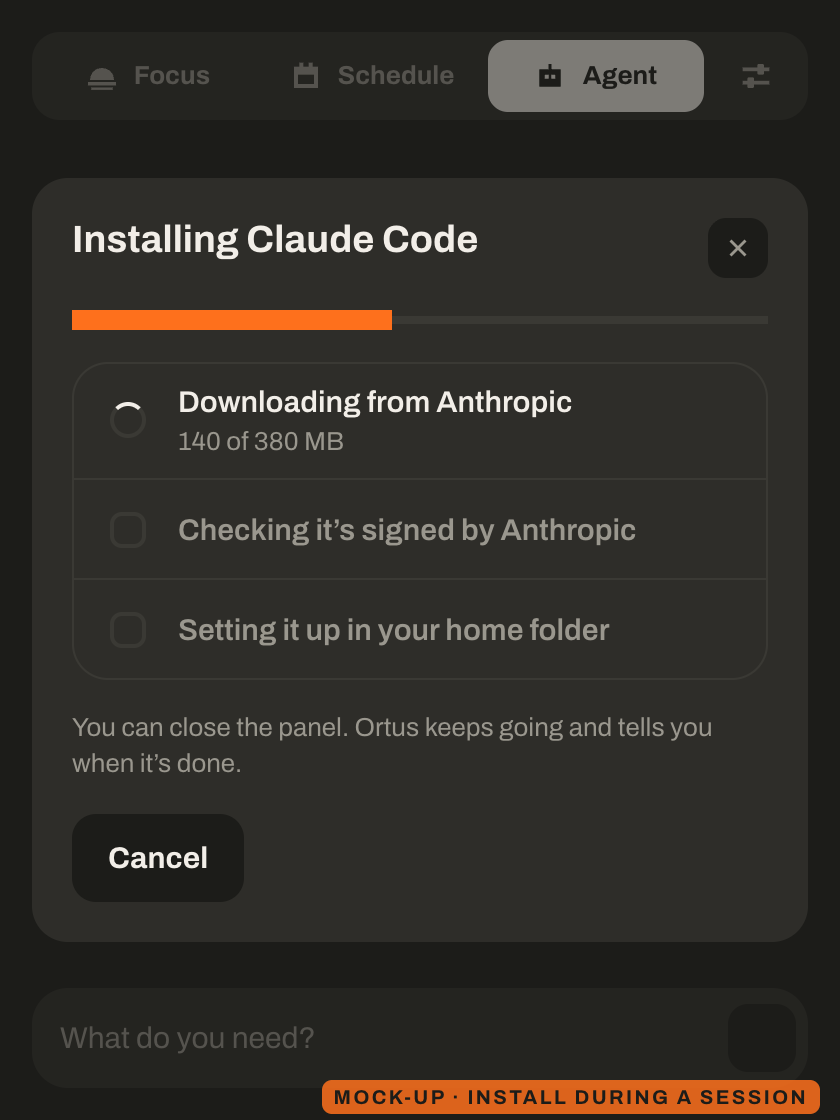 Focus
Schedule
Agent
Installing Claude Code
Downloading from Anthropic
140 of 380 MB
Checking it’s signed by Anthropic
Setting it up in your home folder
You can close the panel. Ortus keeps going and tells you
when it’s done.
Cancel
What do you need?
MOCK-UP · INSTALL DURING A SESSION